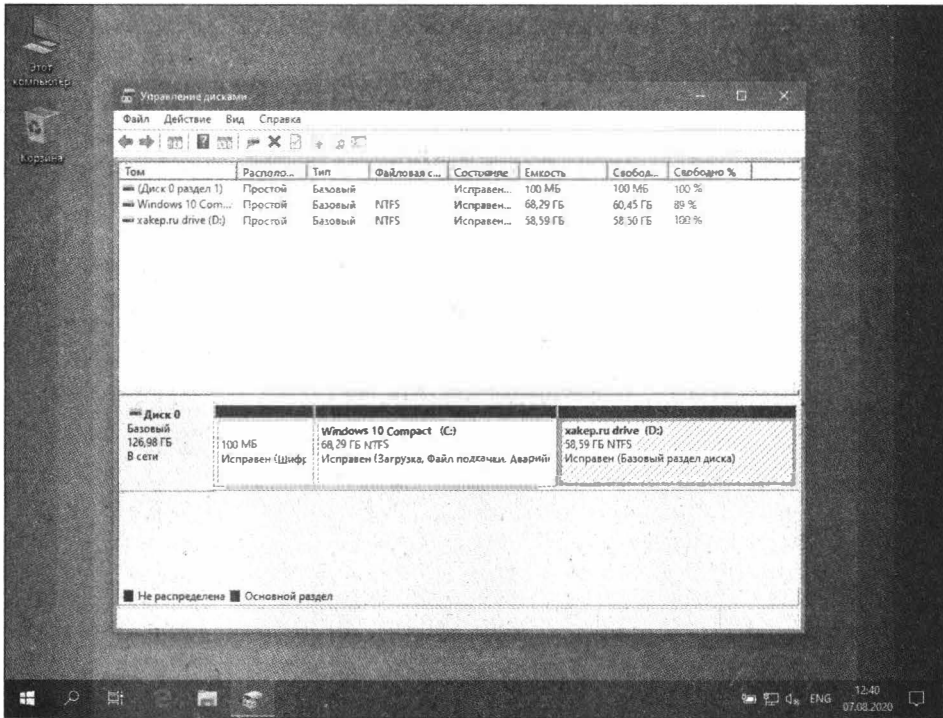 Этот
компьютер
Корзина
Управление дисками
Файл Действие Вид Справка
Том Располо... Тип Файловая с... Состояние Емкость Свобод... Свободно %
(Диск 0 раздел 1) Простой Базовый Исправен... 100 МБ 100 МБ 100 %
Windows 10 Com... Простой Базовый NTFS Исправен... 68,29 ГБ 60,45 ГБ 89 %
xakep.ru drive (D:) Простой Базовый NTFS Исправен... 58,59 ГБ 58,50 ГБ 100 %
Диск 0
Базовый
126,98 ГБ
В сети
100 МБ
Исправен (Шифр
Windows 10 Compact (C:)
68,29 ГБ NTFS
Исправен (Загрузка, Файл подкачки, Аварийн
xakep.ru drive (D:)
58,59 ГБ NTFS
Исправен (Базовый раздел диска)
Не распределена Основной раздел
ENG
12:40
07.08.2020